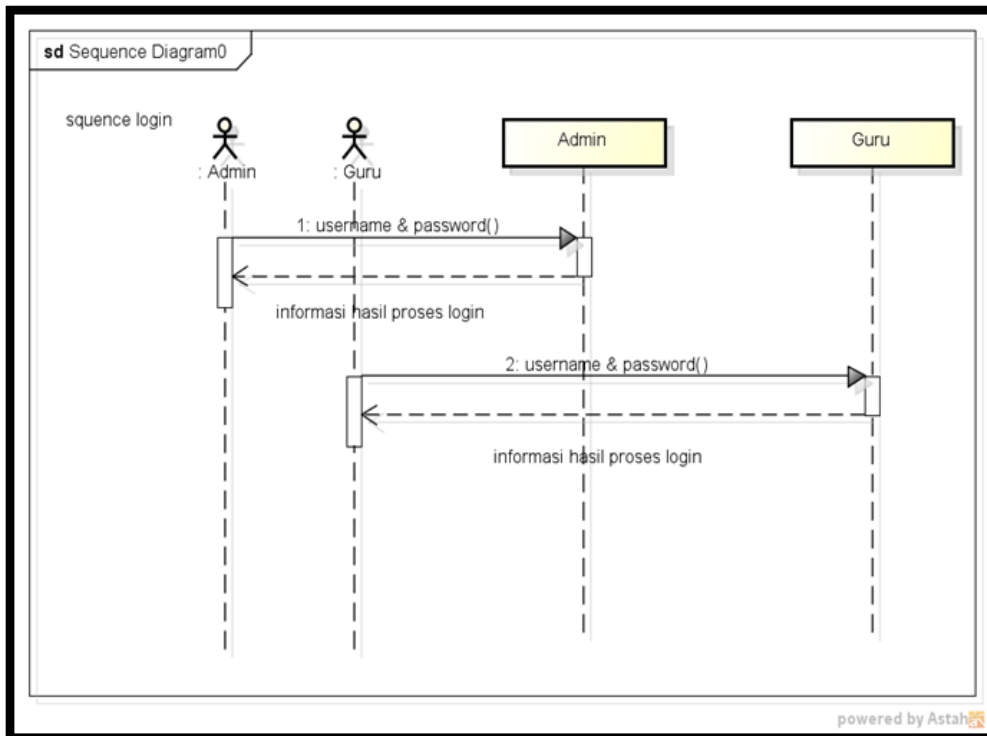 sd Sequence Diagram0
squence login
: Admin
: Guru
Admin
Guru
1: username & password()
informasi hasil proses login
2: username & password()
informasi hasil proses login
powered by Astah